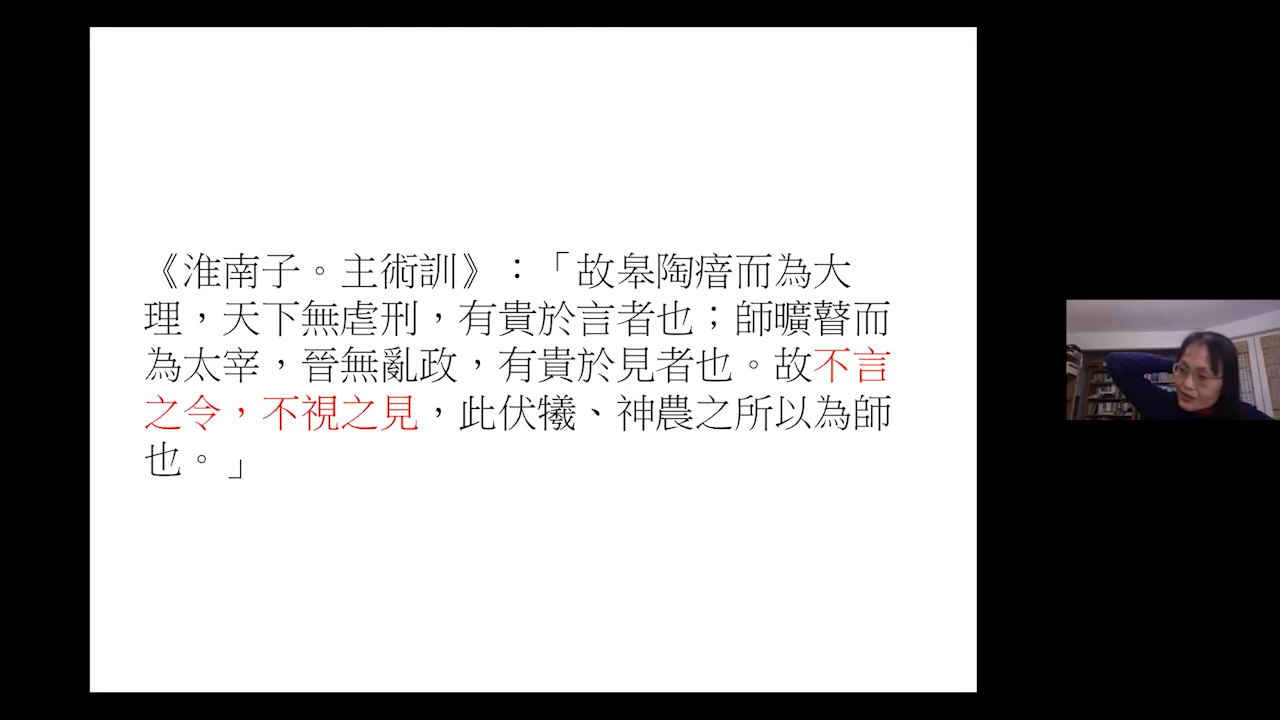 《淮南子。主術訓》：「故皋陶瘖而為大
理，天下無虐刑，有貴於言者也；師曠瞽而
為太宰，晉無亂政，有貴於見者也。故不言
之令，不視之見，此伏犧、神農之所以為師
也。」